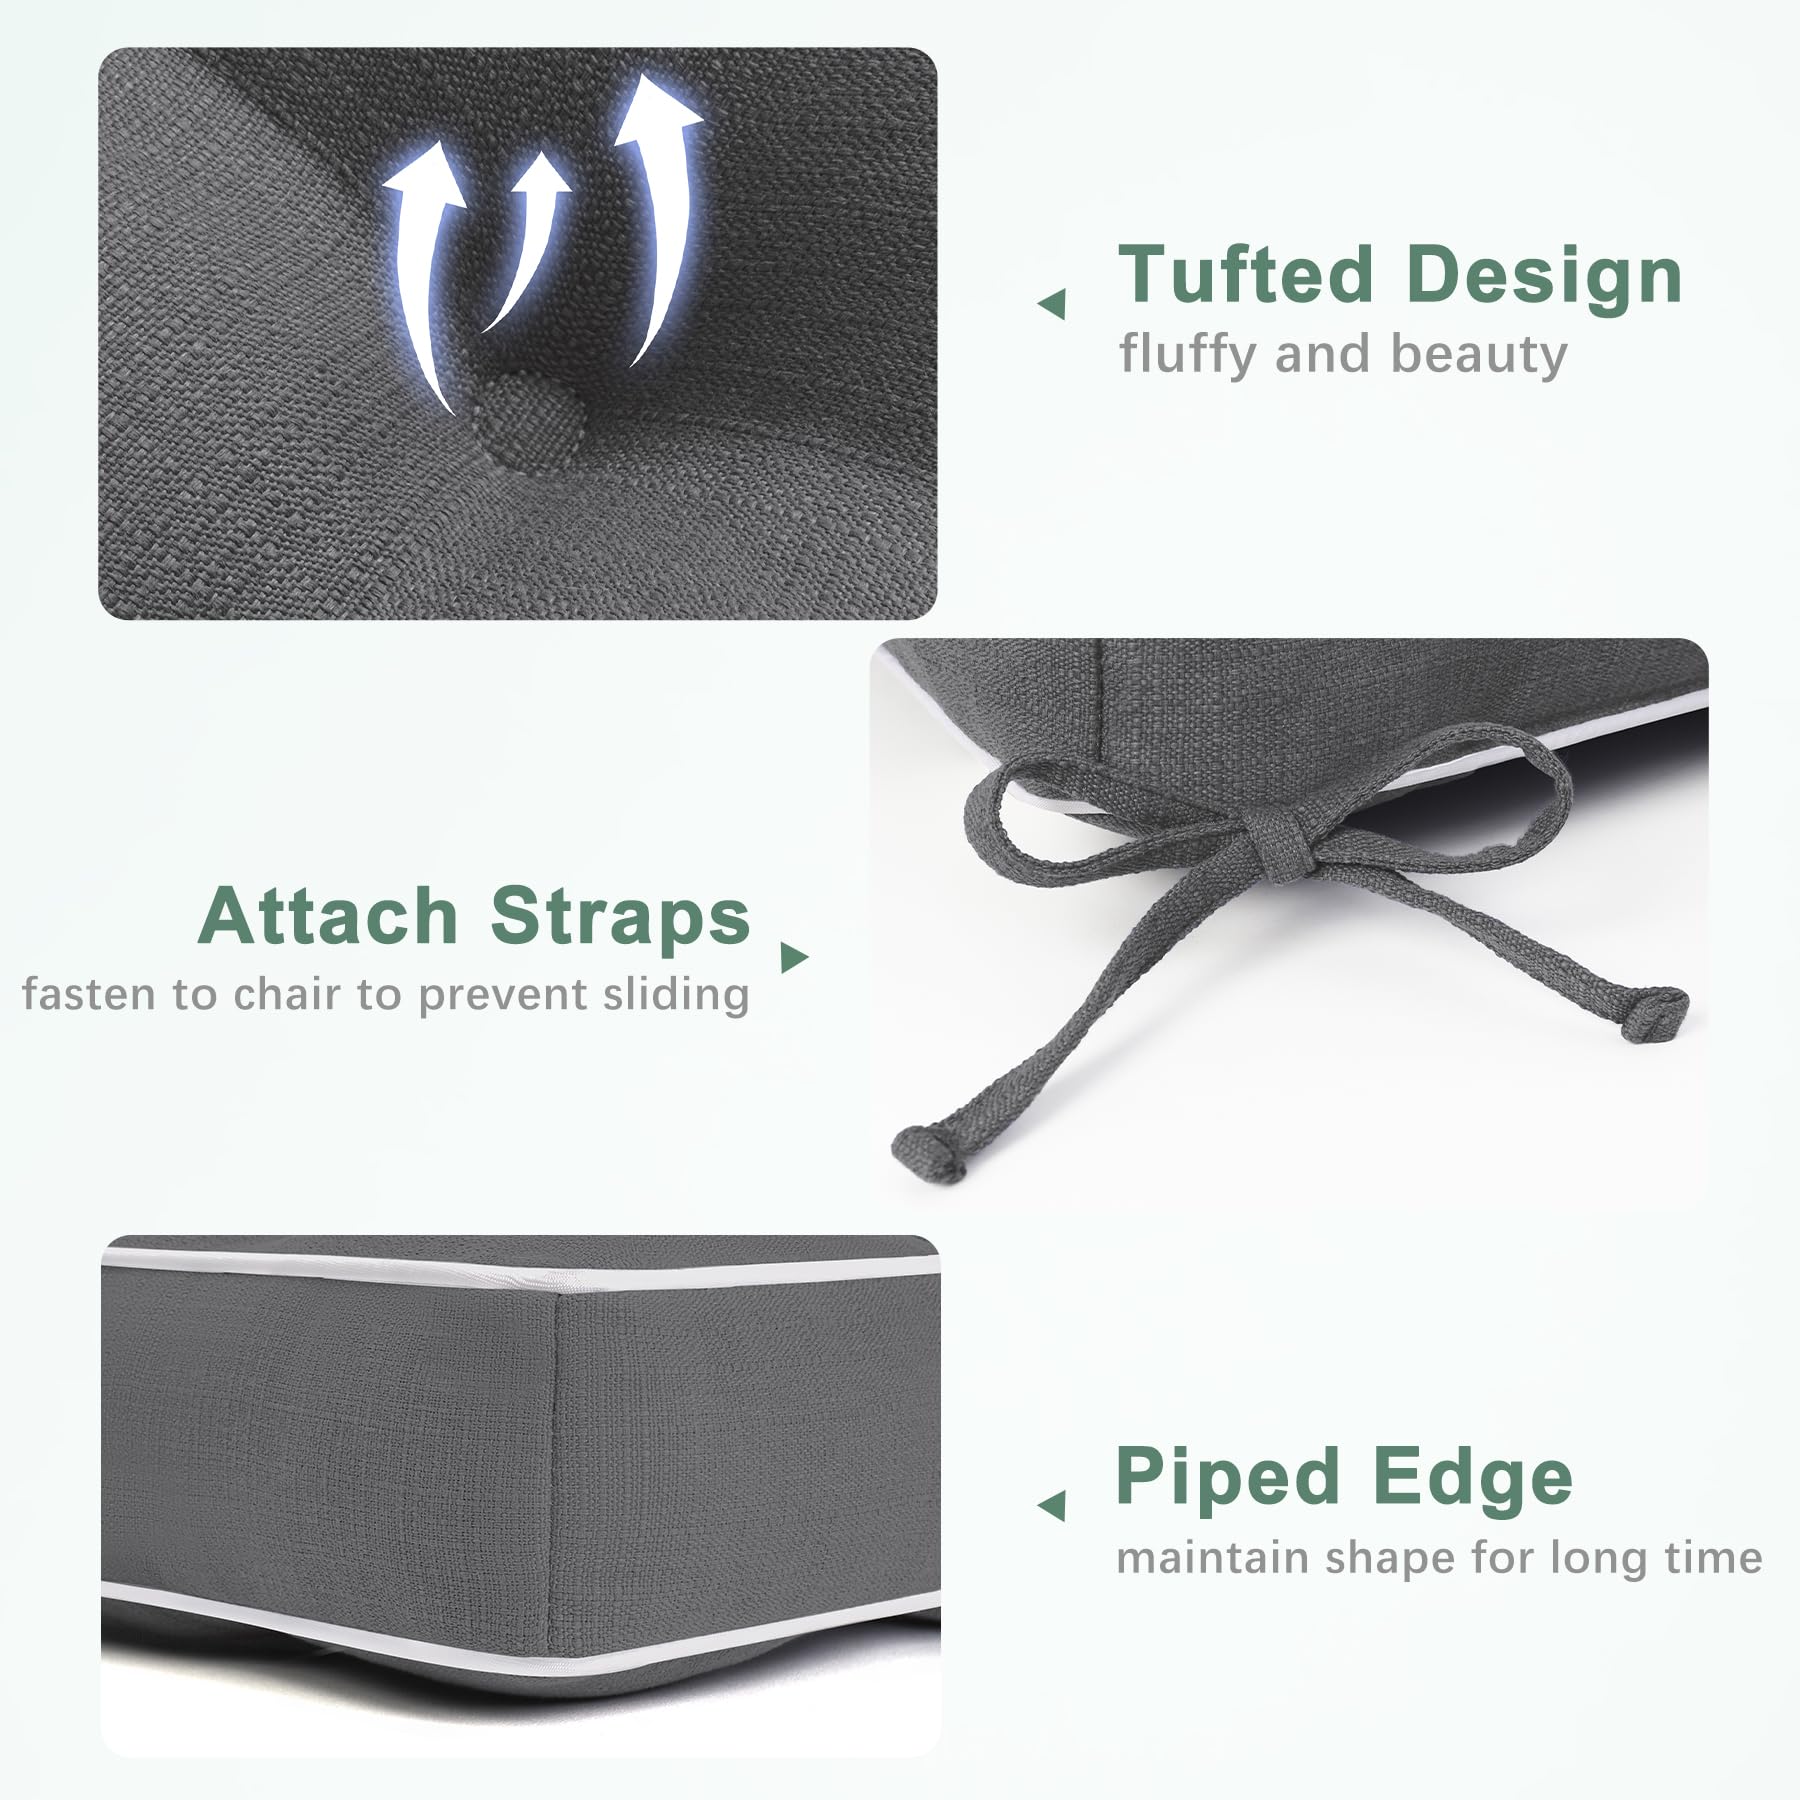 Tufted Design
fluffy and beauty
Attach Straps
fasten to chair to prevent sliding
Piped Edge
maintain shape for long time